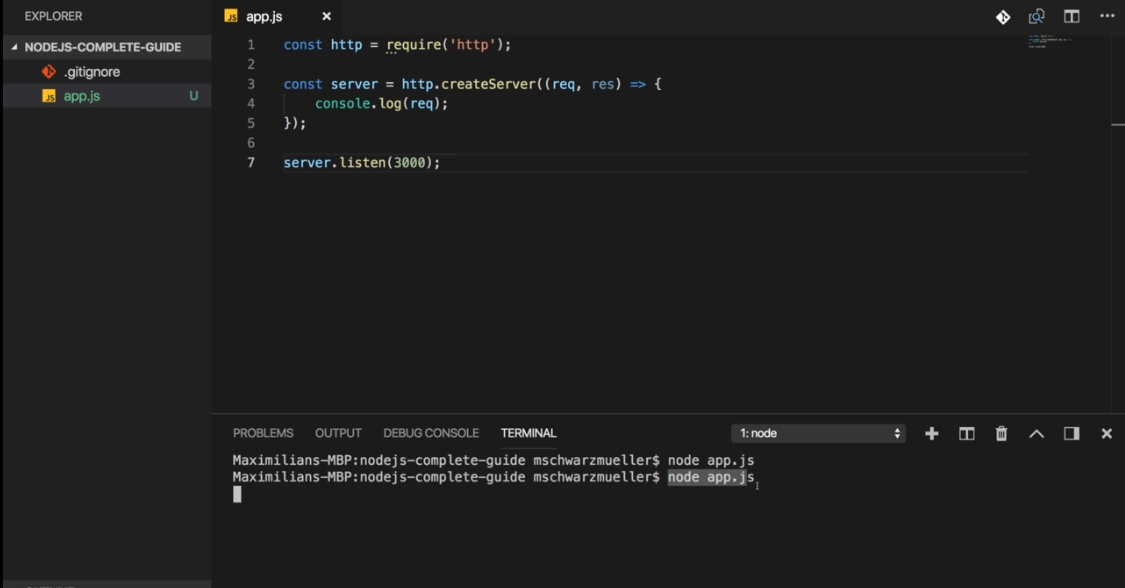 EXPLORER
app.js
NODEJS-COMPLETE-GUIDE
.gitignore
app.js U
1 const http = require('http');
2
3 const server = http.createServer((req, res) => {
4 console.log(req);
5 });
6
7 server.listen(3000);
PROBLEMS OUTPUT DEBUG CONSOLE TERMINAL 1: node
Maximilians-MBP:nodejs-complete-guide mschwarzmueller$ node app.js
Maximilians-MBP:nodejs-complete-guide mschwarzmueller$ node app.js